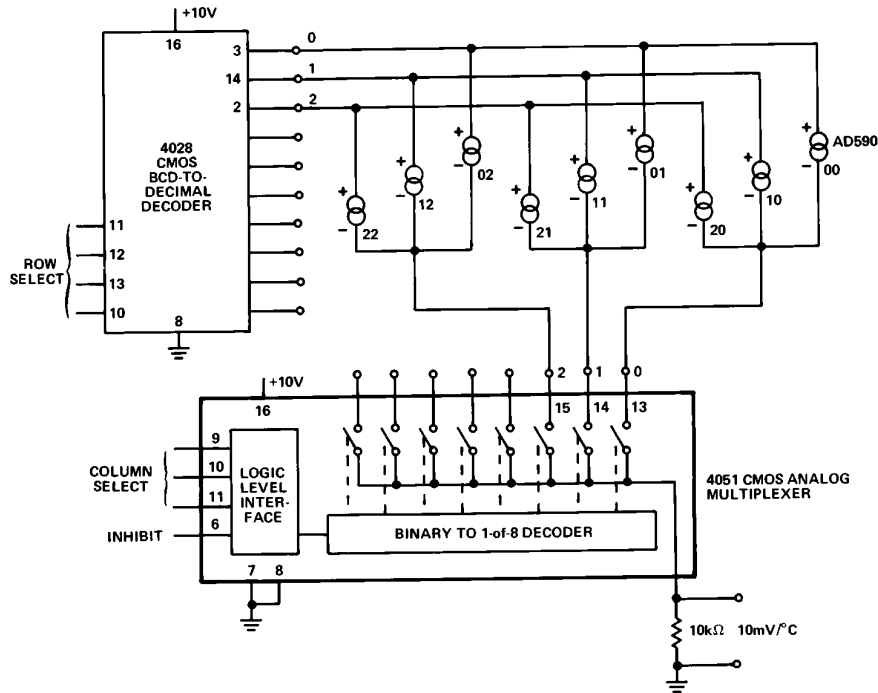 +10V
16
3
0
14
1
2
2
4028
CMOS
BCD-TO-
DECIMAL
DECODER
11
12
13
10
ROW
SELECT
8
+
−
22
+
−
12
+
−
02
+
−
21
+
−
11
+
−
01
+
−
20
+
−
10
+
−
AD590
00
+10V
16
2
1
0
15
14
13
9
10
11
6
COLUMN
SELECT
INHIBIT
LOGIC
LEVEL
INTER-
FACE
BINARY TO 1-of-8 DECODER
4051 CMOS ANALOG
MULTIPLEXER
7
8
10kΩ
10mV/°C